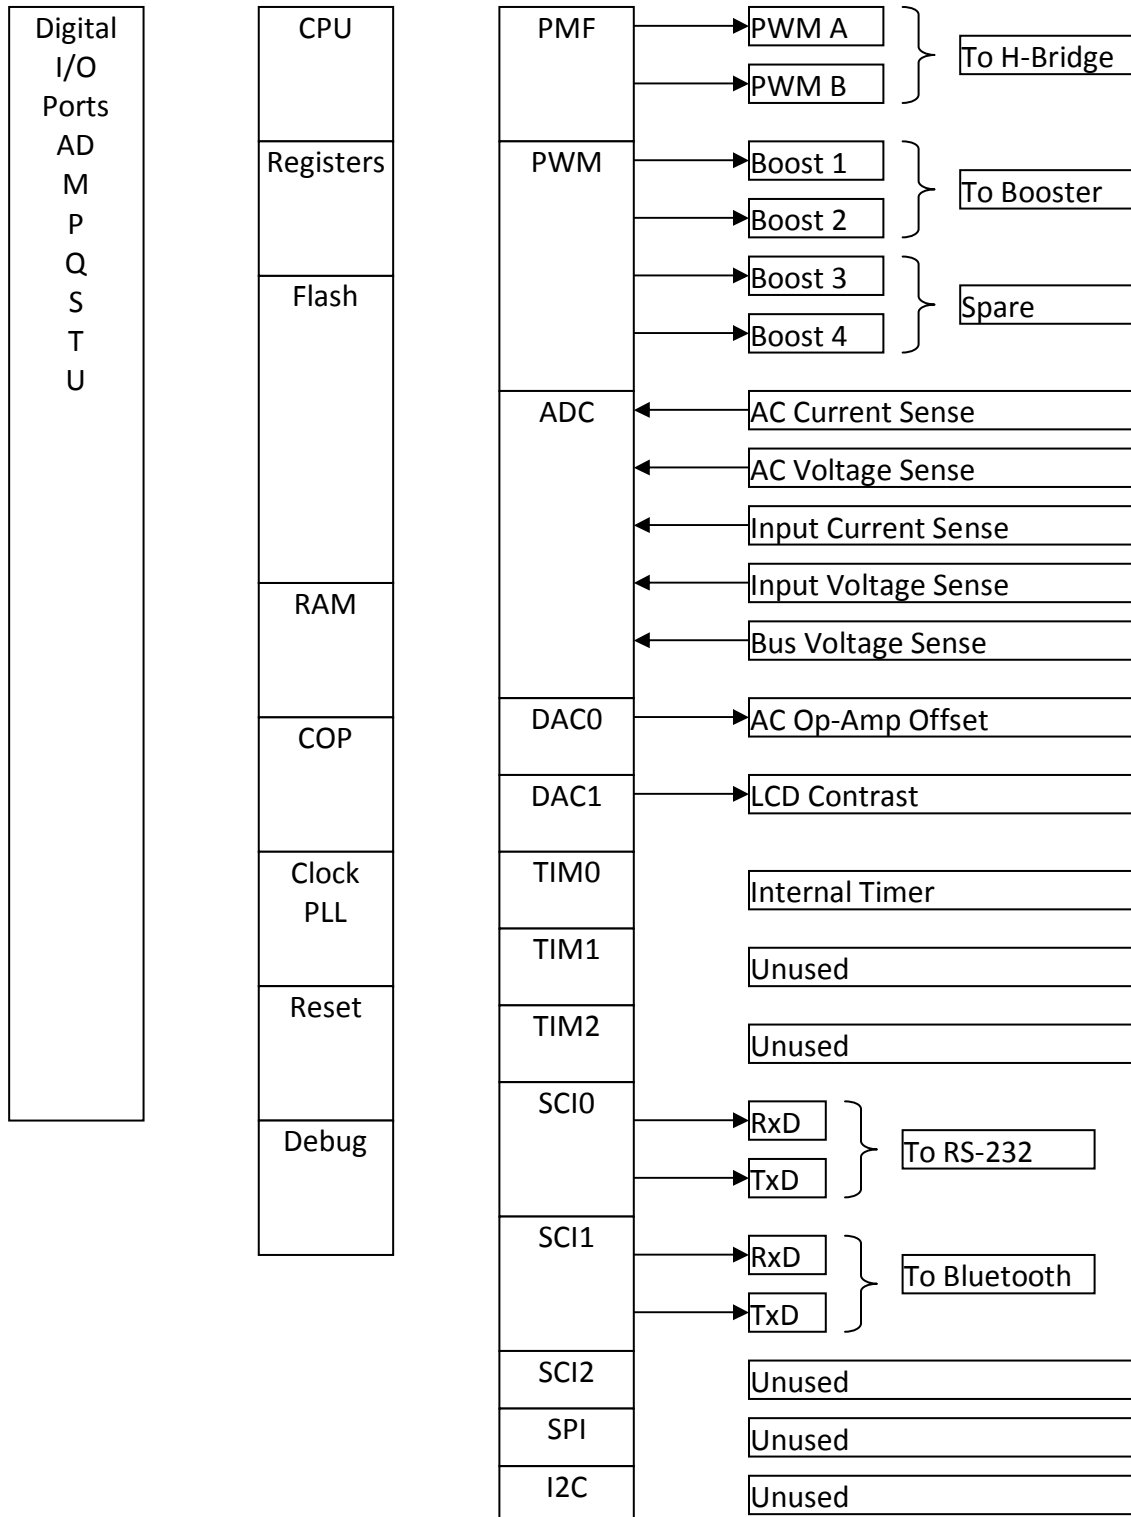 Digital
I/O
Ports
AD
M
P
Q
S
T
U
CPU
Registers
Flash
RAM
COP
Clock
PLL
Reset
Debug
PMF
PWM A
PWM B
To H-Bridge
PWM
Boost 1
Boost 2
To Booster
Boost 3
Boost 4
Spare
ADC
AC Current Sense
AC Voltage Sense
Input Current Sense
Input Voltage Sense
Bus Voltage Sense
DAC0
AC Op-Amp Offset
DAC1
LCD Contrast
TIM0
Internal Timer
TIM1
Unused
TIM2
Unused
SCI0
RxD
TxD
To RS-232
SCI1
RxD
TxD
To Bluetooth
SCI2
Unused
SPI
Unused
I2C
Unused